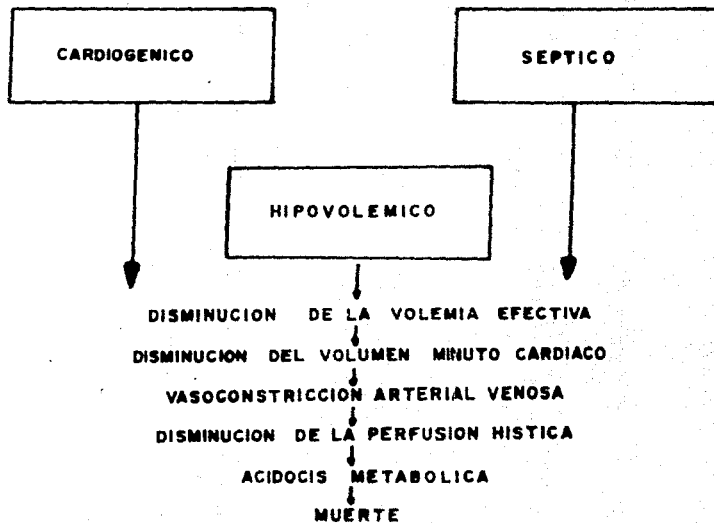 CARDIOGENICO
SEPTICO
HIPOVOLEMICO
DISMINUCION DE LA VOLEMIA EFECTIVA
DISMINUCION DEL VOLUMEN MINUTO CARDIACO
VASOCONSTRICCION ARTERIAL VENOSA
DISMINUCION DE LA PERFUSION HISTICA
ACIDOCIS METABOLICA
MUERTE